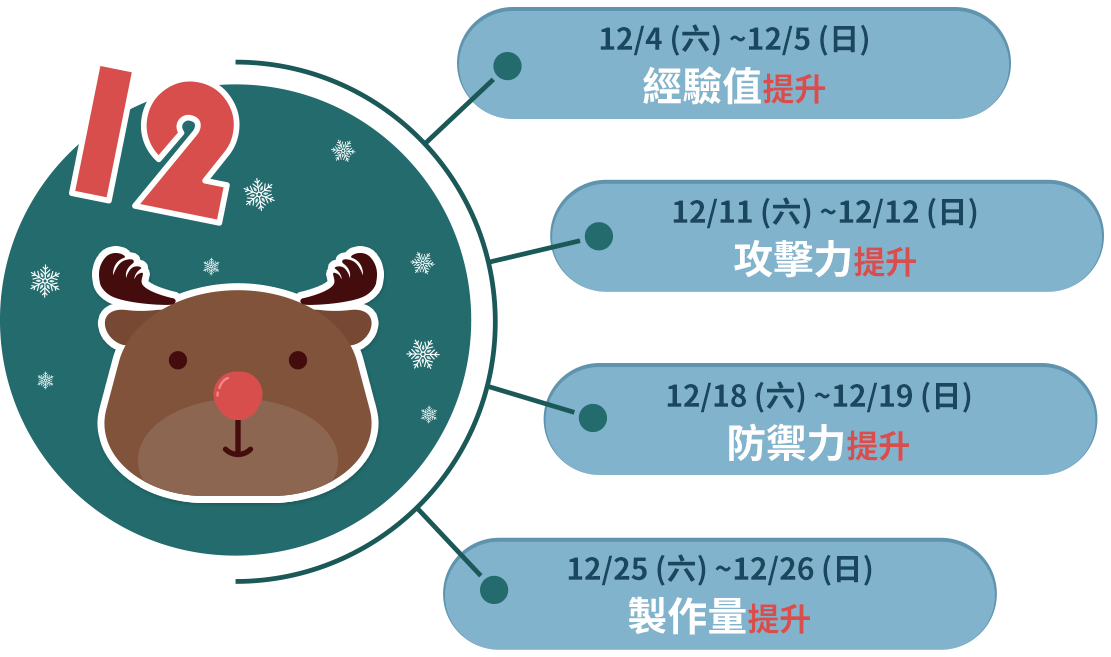 12
12/4 (六) ~12/5 (日)
經驗值提升
12/11 (六) ~12/12 (日)
攻擊力提升
12/18 (六) ~12/19 (日)
防禦力提升
12/25 (六) ~12/26 (日)
製作量提升